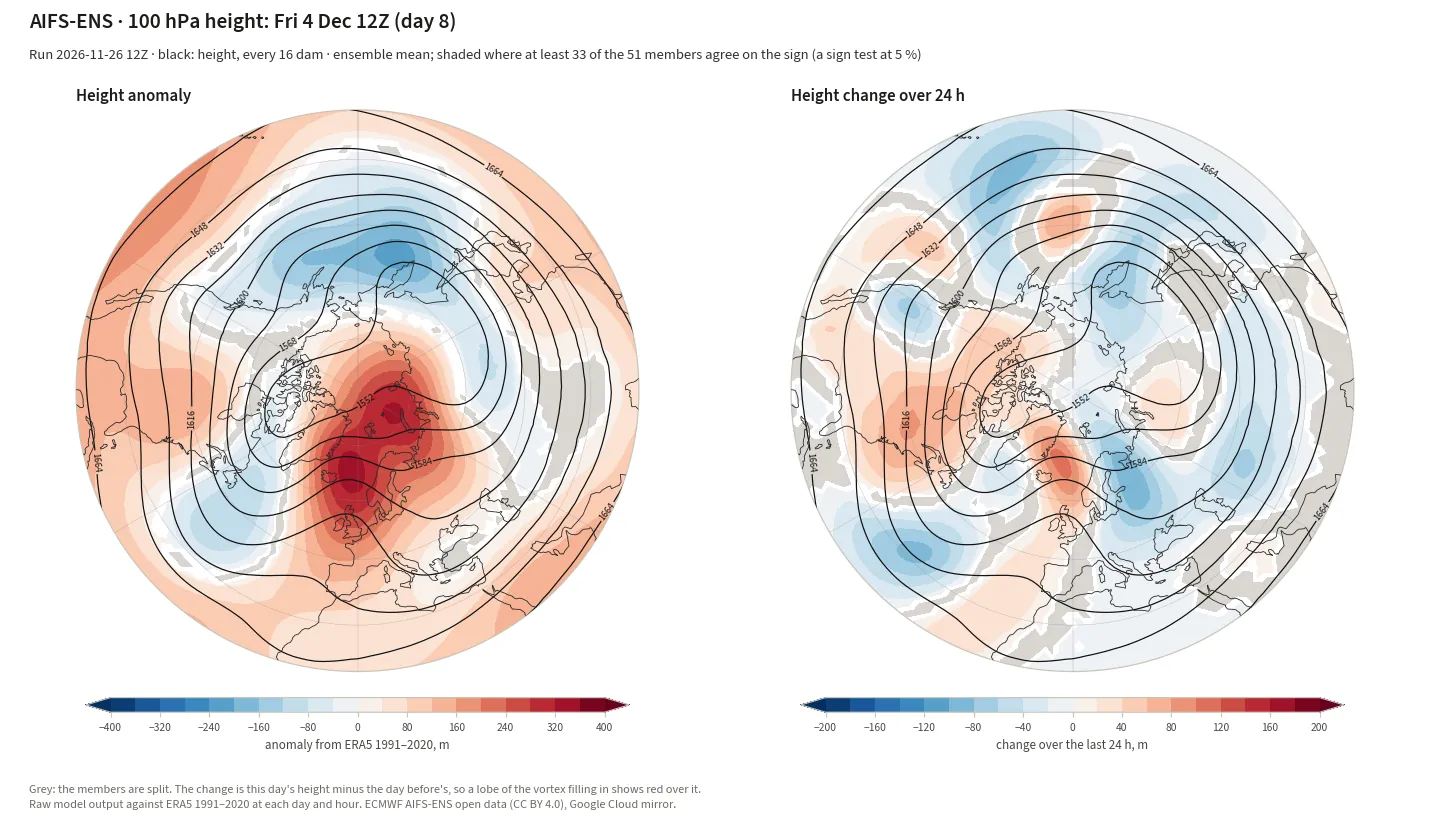 AIFS-ENS · 100 hPa height: Fri 4 Dec 12Z (day 8)
Run 2026-11-26 12Z · black: height, every 16 dam · ensemble mean; shaded where at least 33 of the 51 members agree on the sign (a sign test at 5 %)
Height anomaly
Height change over 24 h
1664
1648
1632
1600
1568
1552
1616
1584
1664
1664
1664
1648
1632
1600
1568
1552
1616
1584
1664
1664
−400 −320 −240 −160 −80 0 80 160 240 320 400
anomaly from ERA5 1991–2020, m
−200 −160 −120 −80 −40 0 40 80 120 160 200
change over the last 24 h, m
Grey: the members are split. The change is this day's height minus the day before's, so a lobe of the vortex filling in shows red over it.
Raw model output against ERA5 1991–2020 at each day and hour. ECMWF AIFS-ENS open data (CC BY 4.0), Google Cloud mirror.